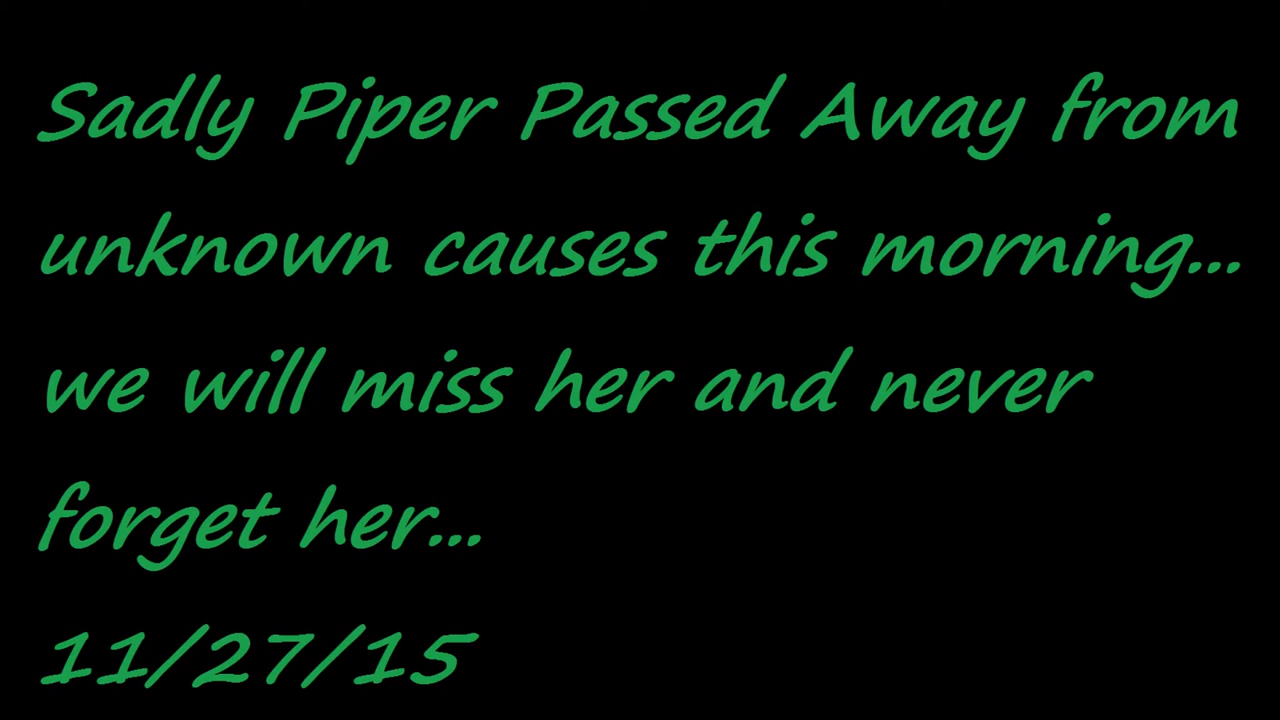 Sadly Piper Passed Away from
unknown causes this morning...
we will miss her and never
forget her...
11/27/15